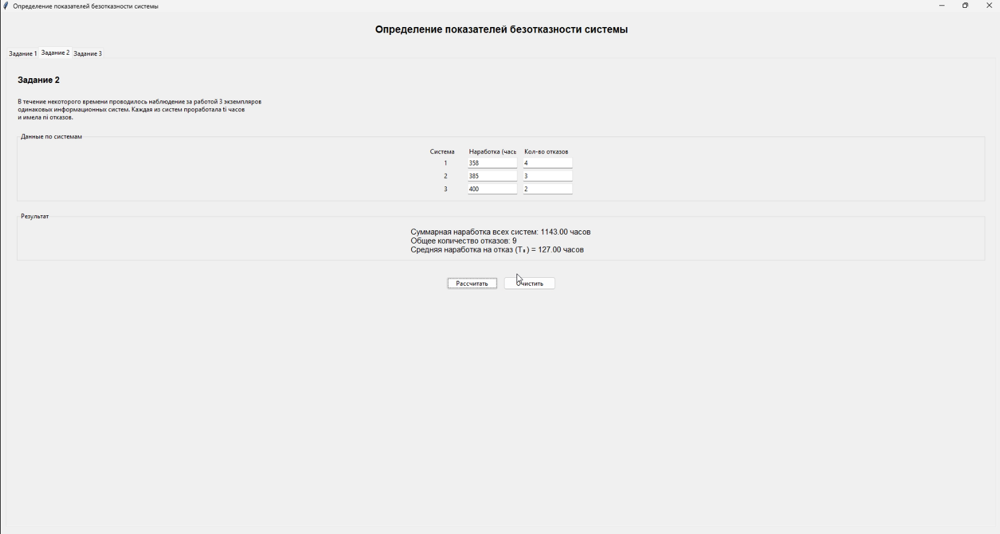 Определение показателей безотказности системы
Определение показателей безотказности системы
Задание 1 Задание 2 Задание 3
Задание 2
В течение некоторого времени проводилось наблюдение за работой 3 экземпляров
одинаковых информационных систем. Каждая из систем проработала ti часов
и имела ni отказов.
Данные по системам
Система Наработка (часы Кол-во отказов
1 358 4
2 385 3
3 400 2
Результат
Суммарная наработка всех систем: 1143.00 часов
Общее количество отказов: 9
Средняя наработка на отказ (T₀) = 127.00 часов
Рассчитать Очистить